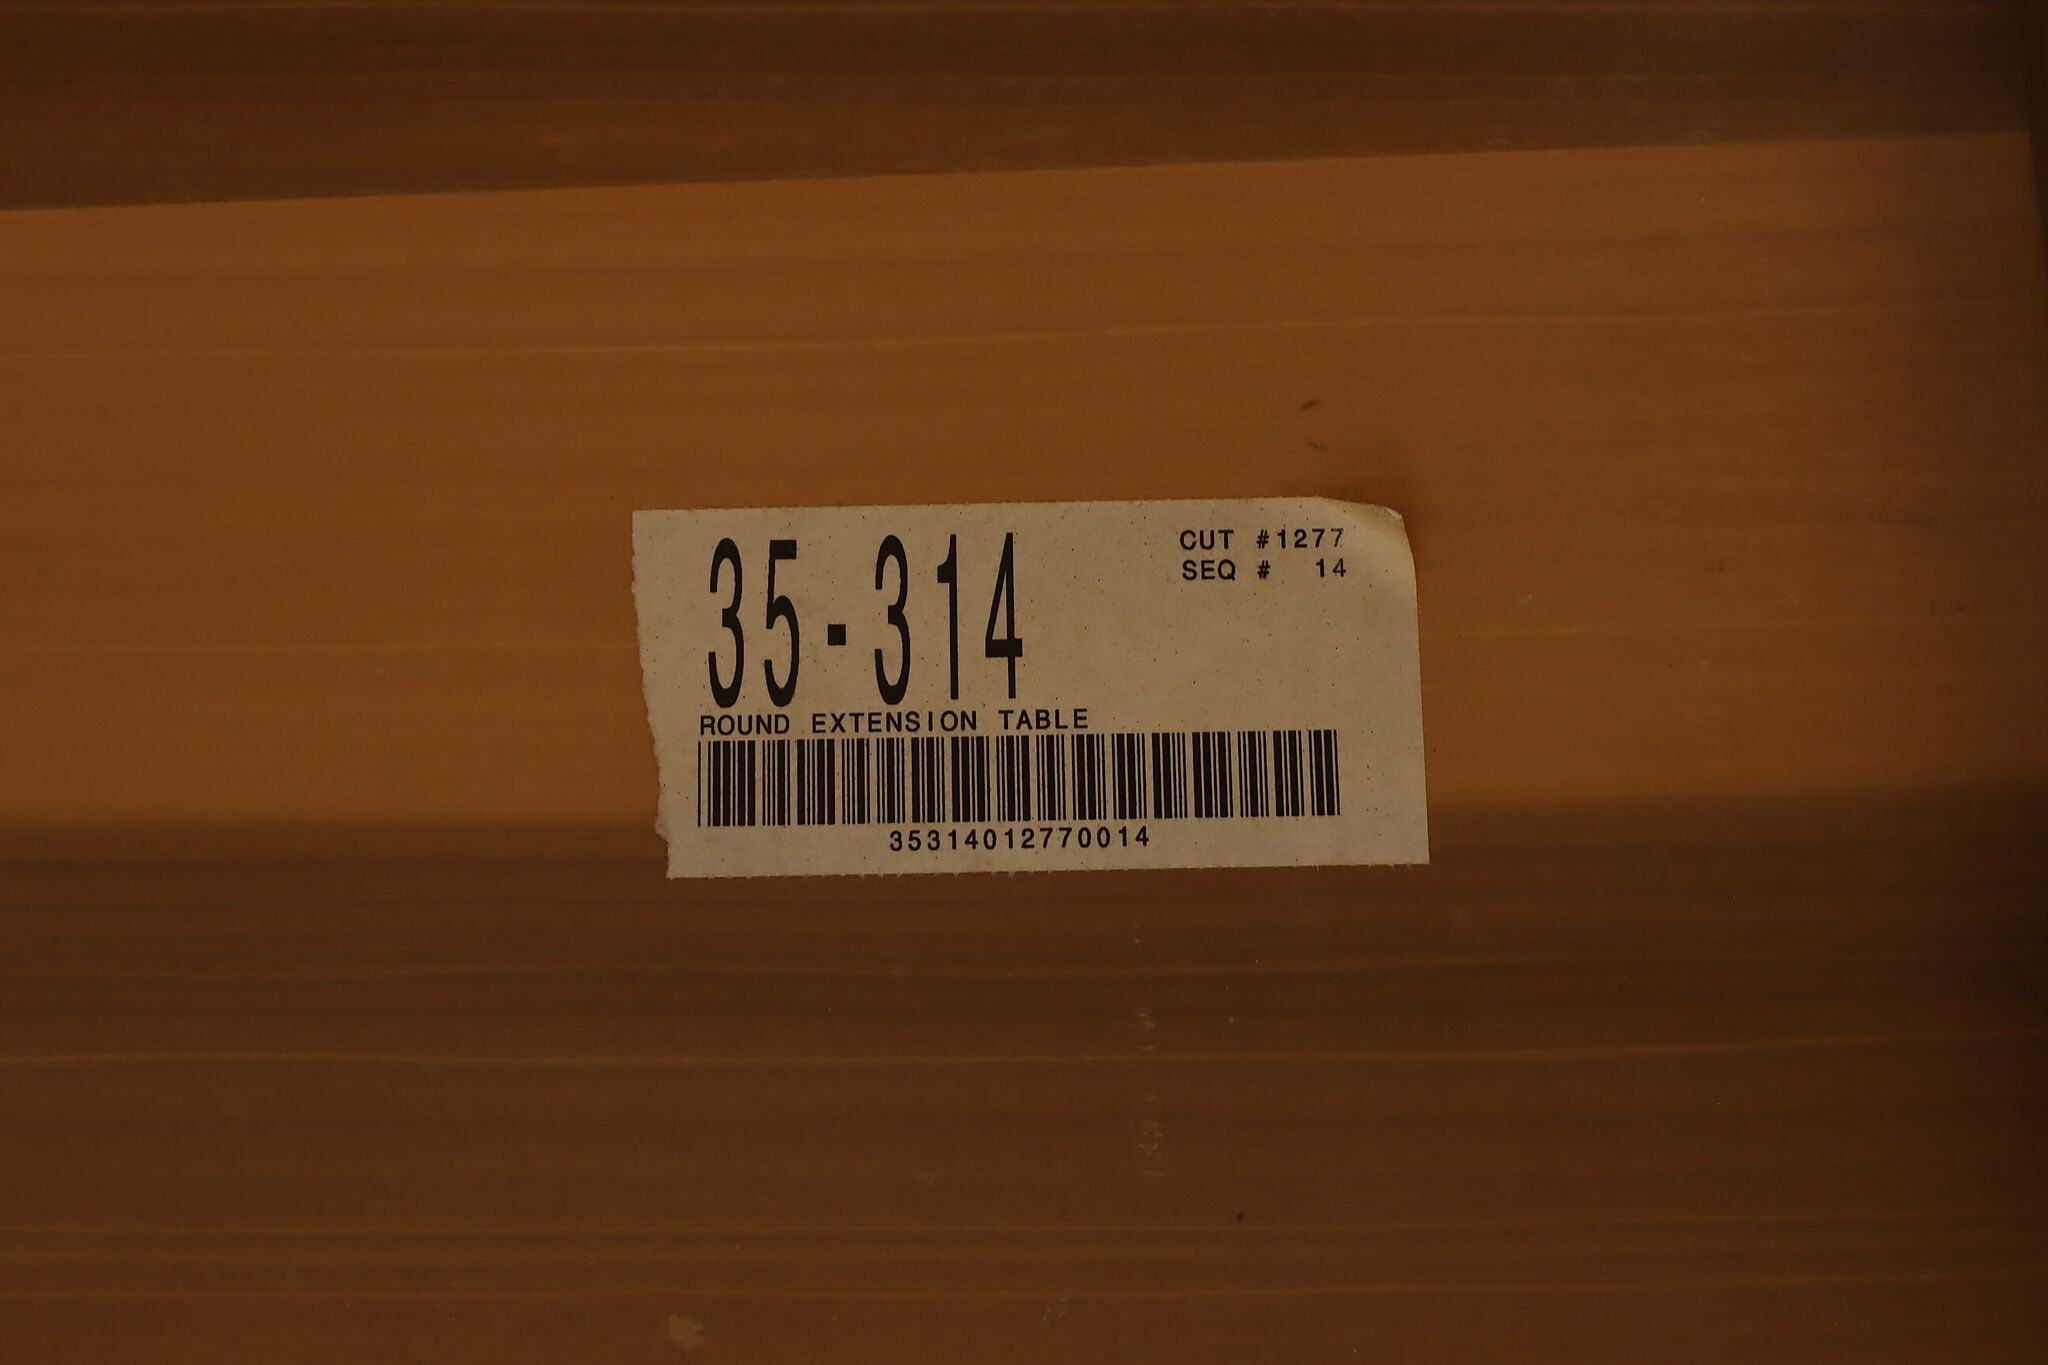 35-314
CUT #1277
SEQ # 14
ROUND EXTENSION TABLE
35314012770014